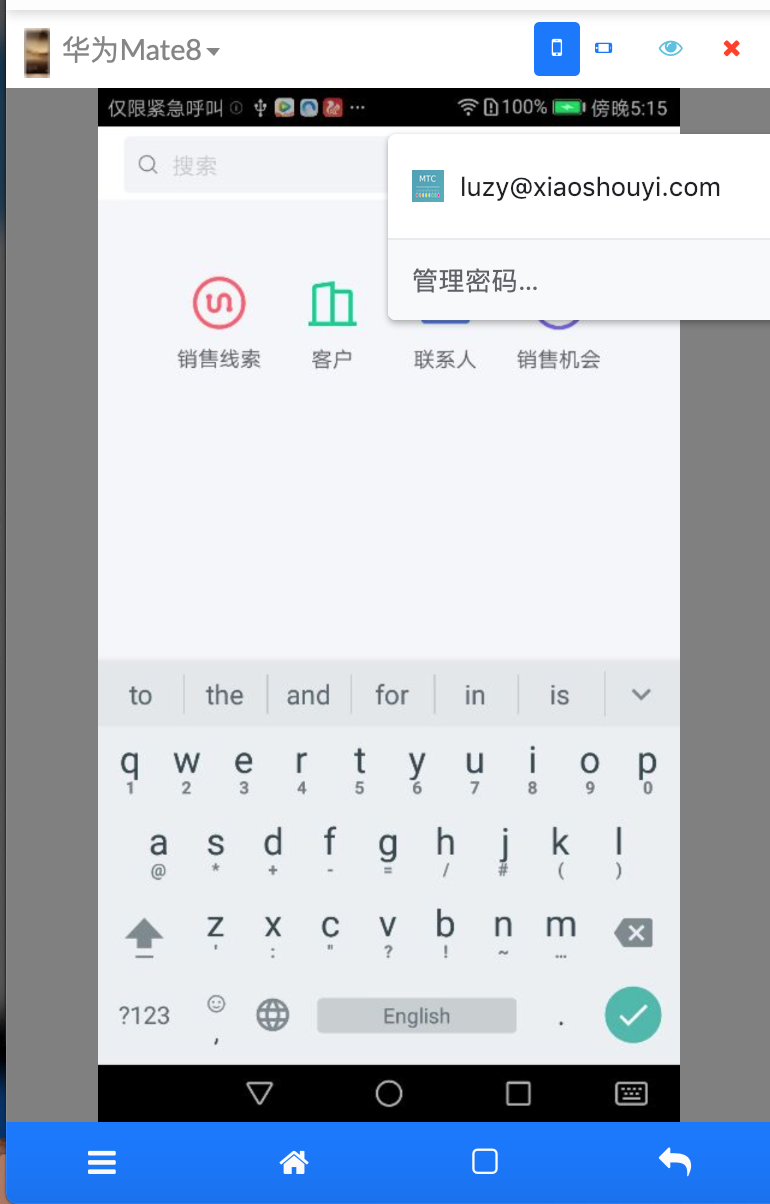 华为Mate8
仅限紧急呼叫 100% 傍晚5:15
搜索
MTC
luzy@xiaoshouyi.com
管理密码...
销售线索 客户 联系人 销售机会
to the and for in is
q w e r t y u i o p
1 2 3 4 5 6 7 8 9 0
a s d f g h j k l
@ * + - = / # ( )
z x c v b n m
' : " ? ! ~ …
?123 , English .